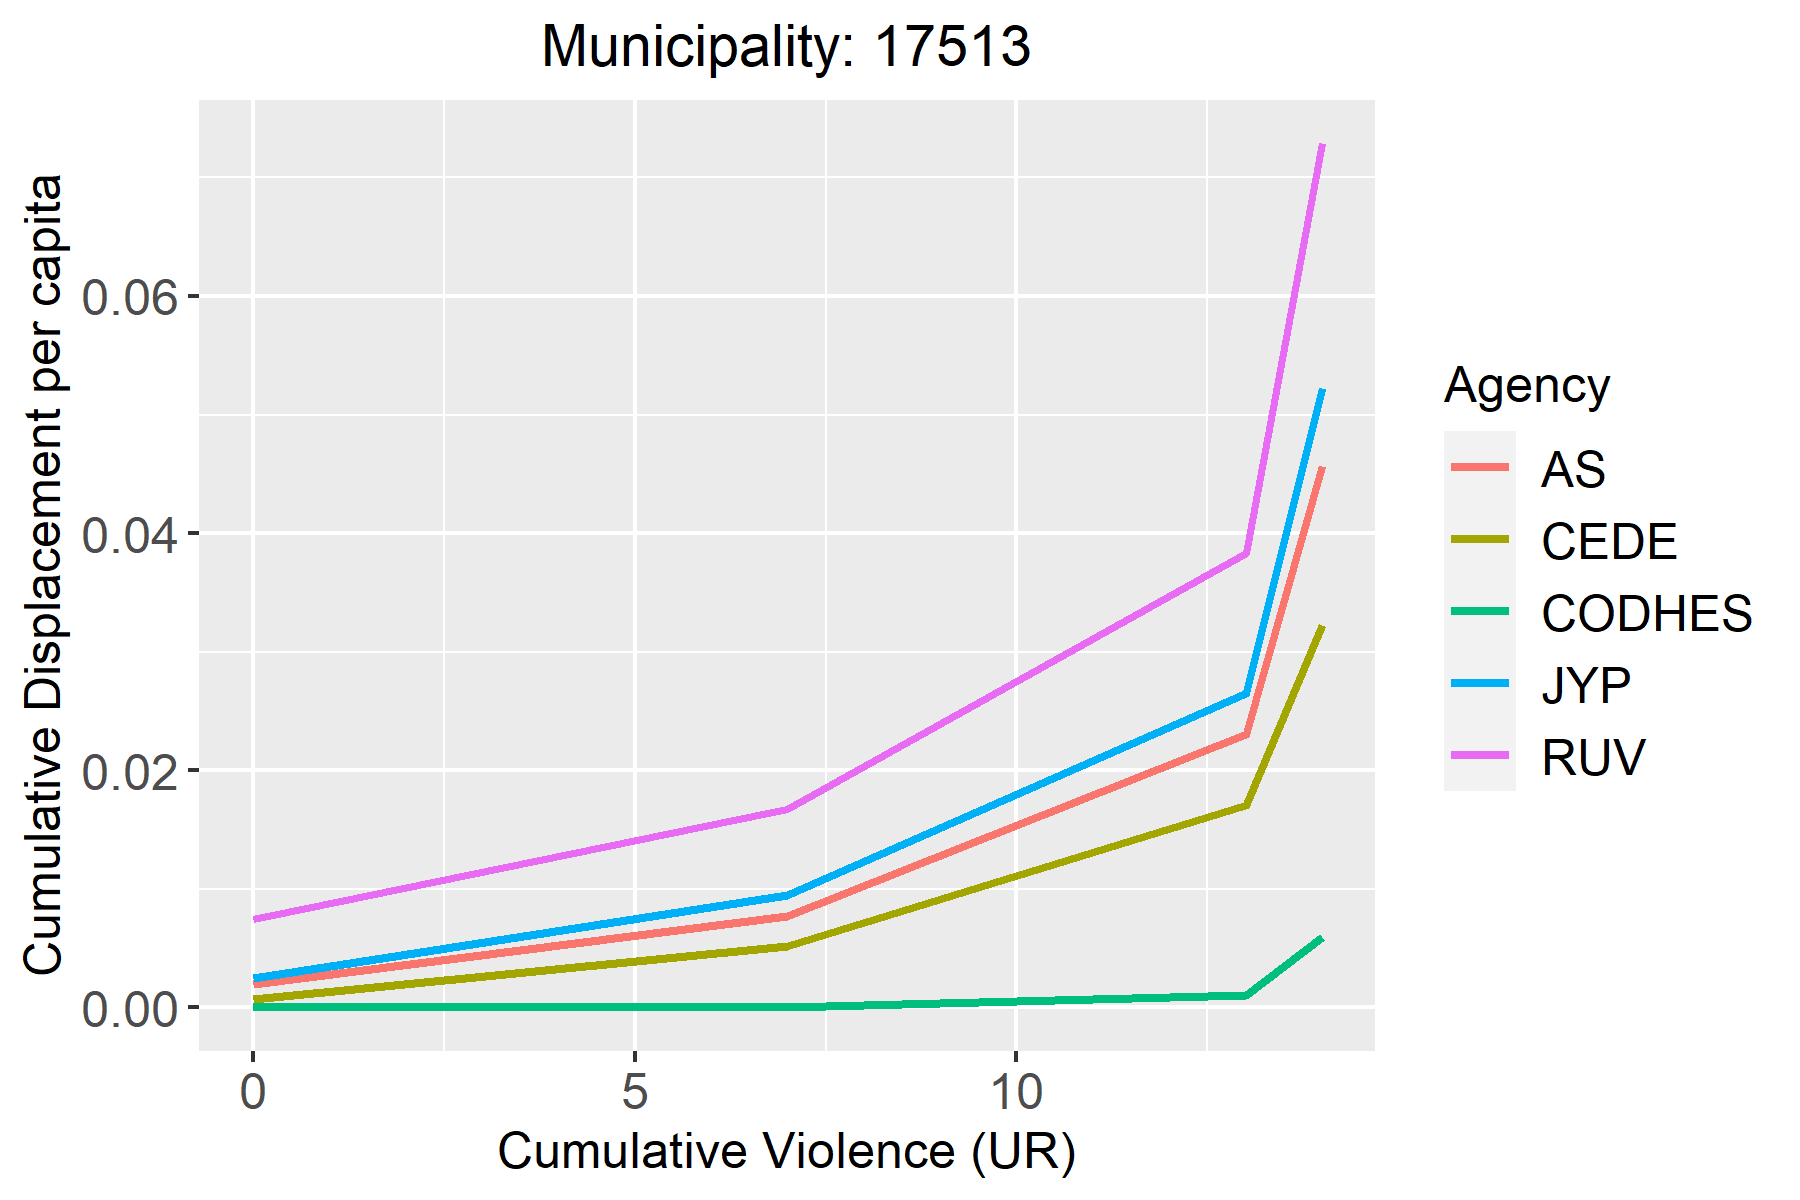 Municipality: 17513
Cumulative Displacement per capita
0.06
0.04
0.02
0.00
0
5
10
Cumulative Violence (UR)
Agency
AS
CEDE
CODHES
JYP
RUV